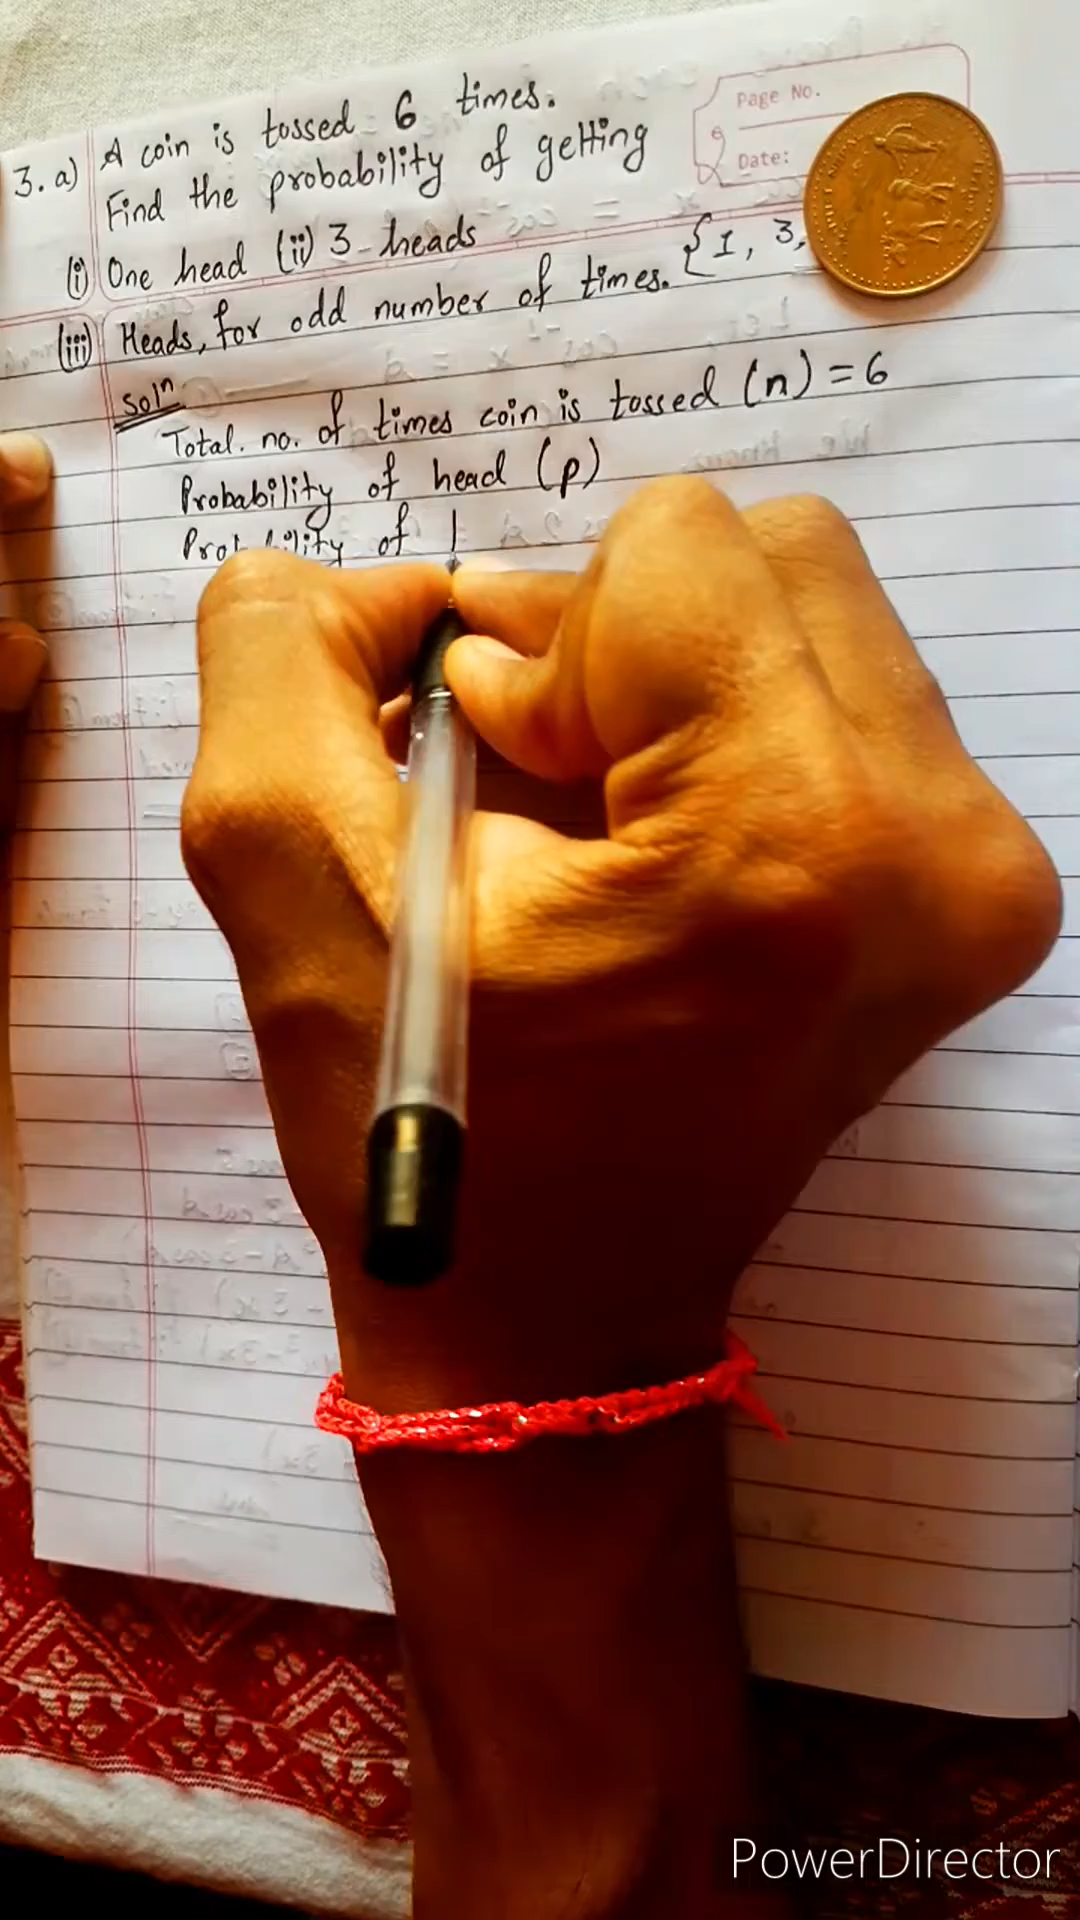 3. a) A coin is tossed 6 times.
Find the probability of getting
(i) One head (ii) 3 heads
(iii) Heads, for odd number of times. {1, 3,
Solⁿ
Total. no. of times coin is tossed (n) = 6
Probability of head (p)
Probability of
Page No.
Date:
PowerDirector